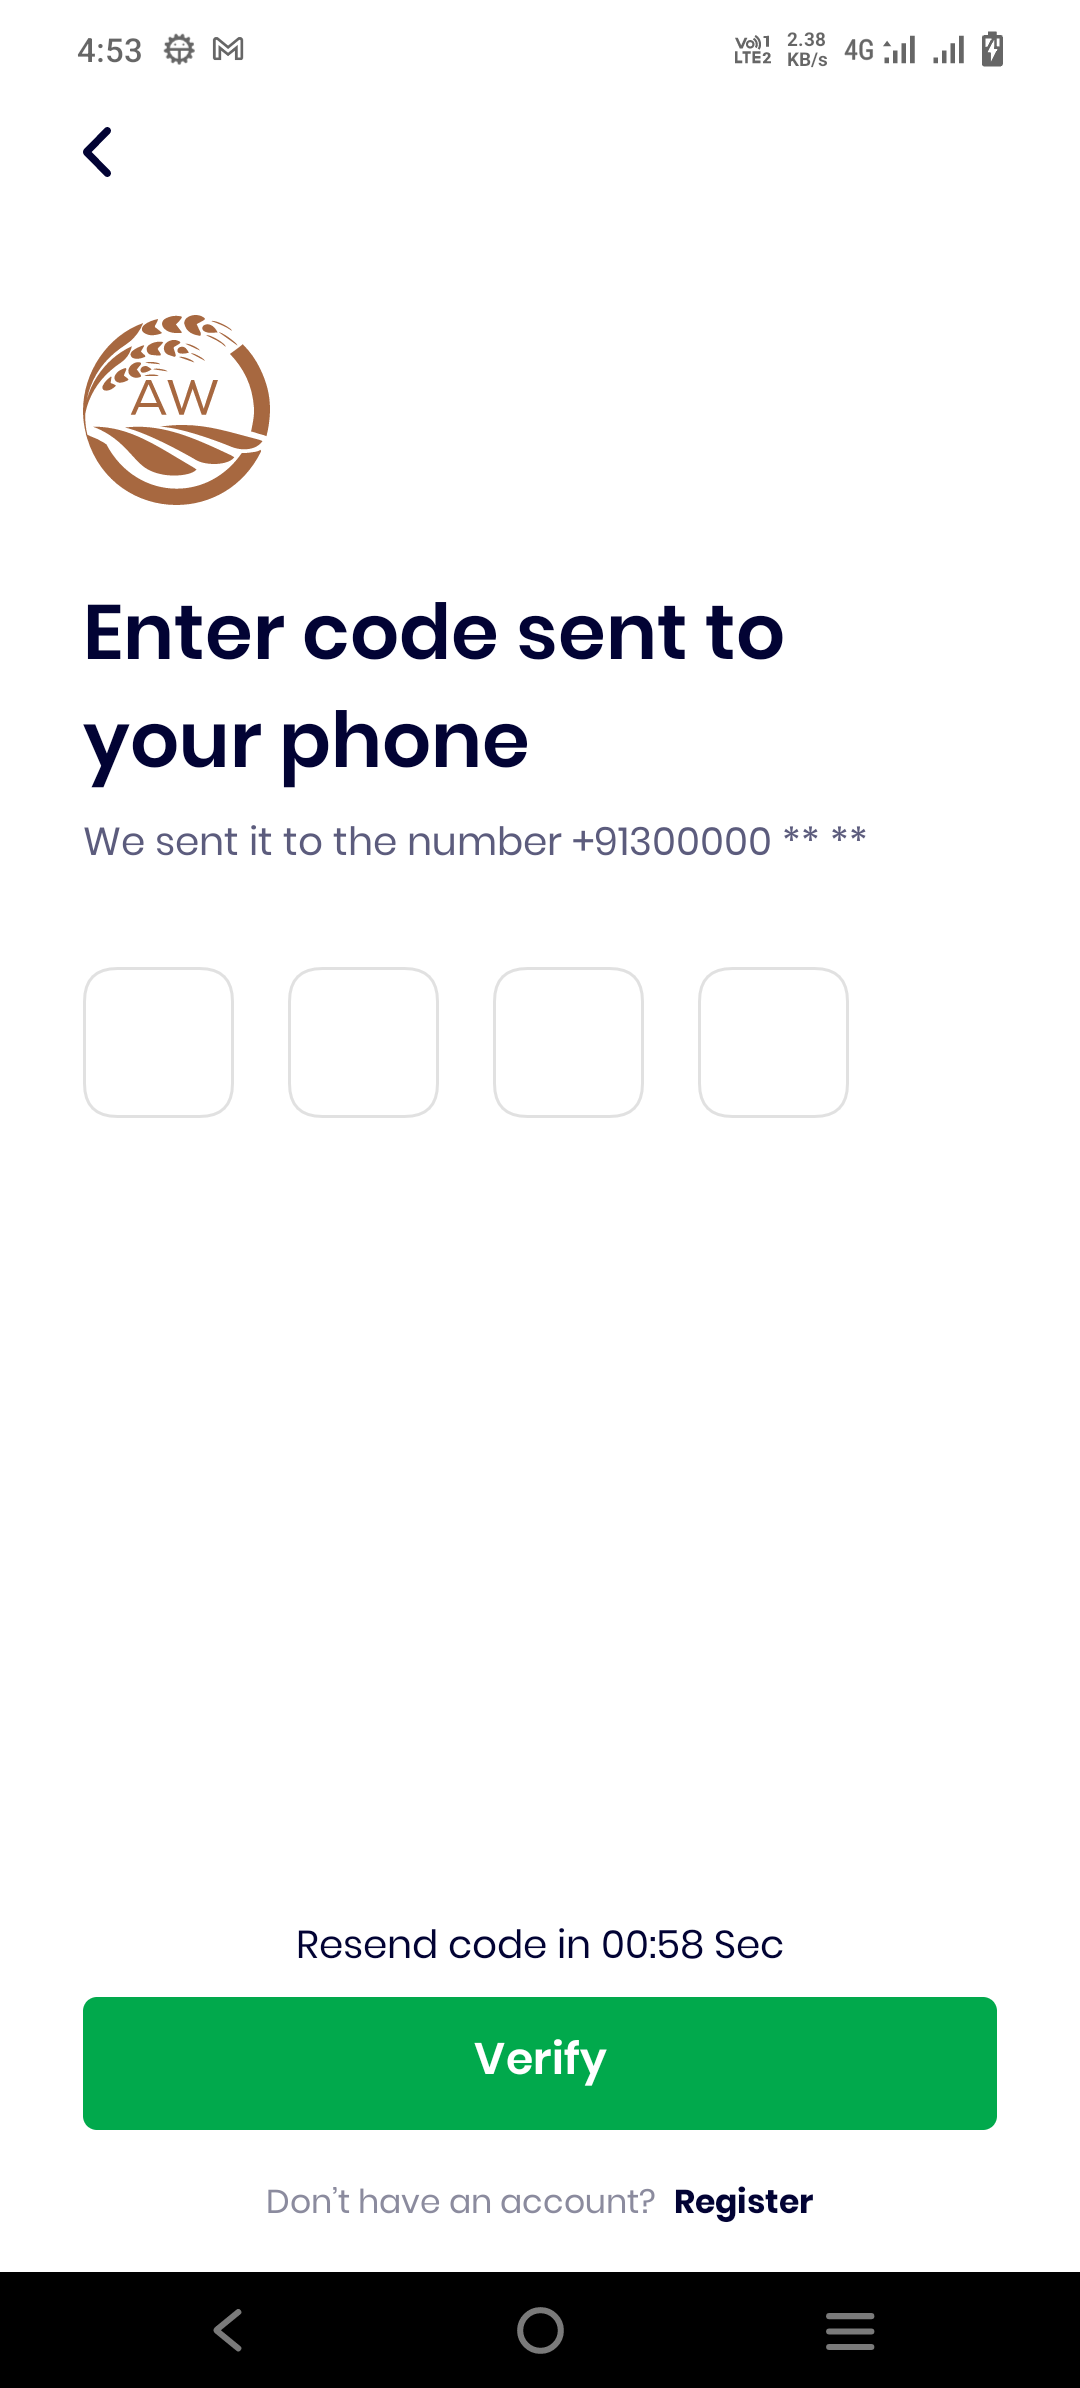 4:53
Vo)) 1
LTE2
2.38
KB/s
4G
AW
Enter code sent to
your phone
We sent it to the number +91300000 ** **
Resend code in 00:58 Sec
Verify
Don't have an account? Register